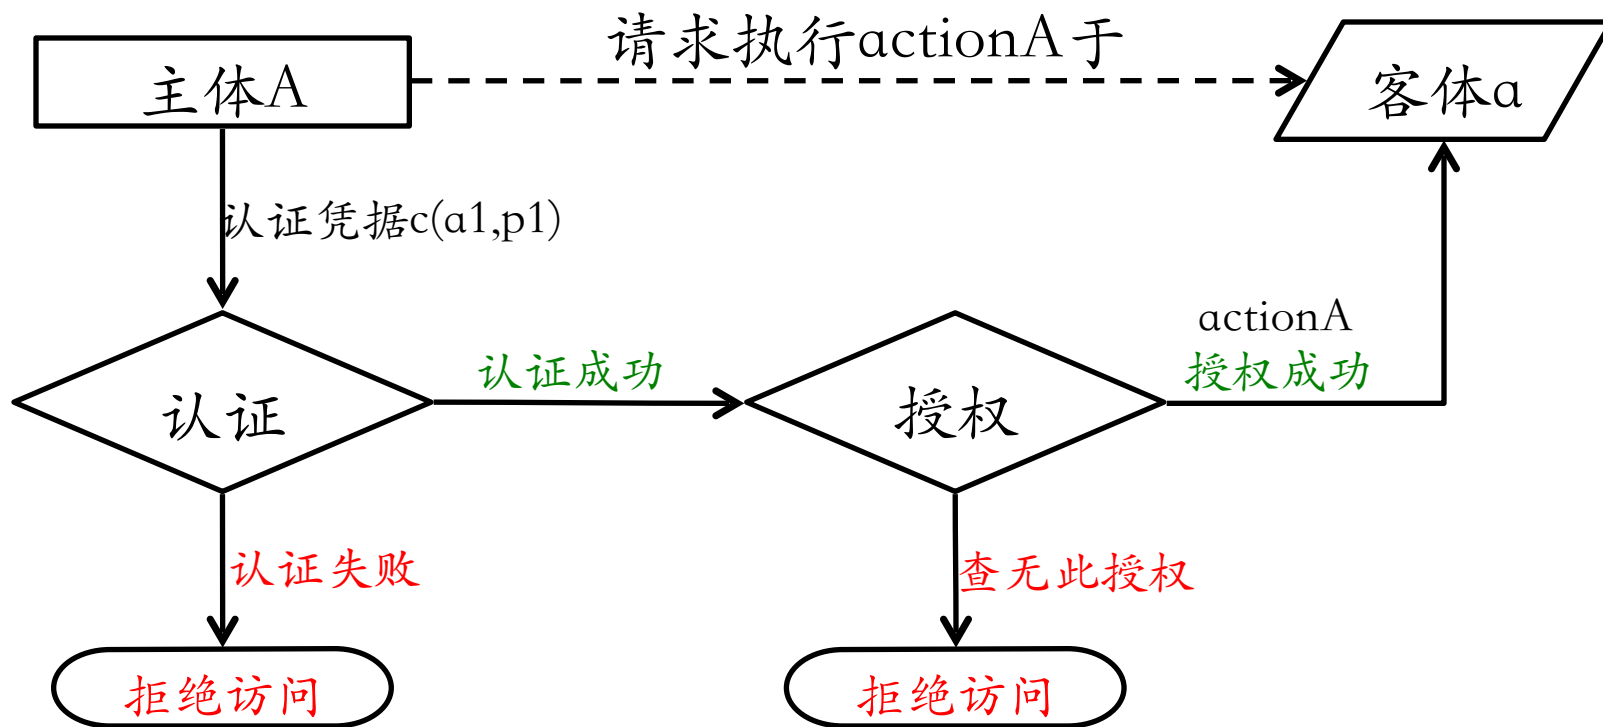 请求执行actionA于
主体A
客体a
认证凭据c(a1,p1)
actionA
认证成功
授权成功
认证
授权
认证失败
查无此授权
拒绝访问
拒绝访问